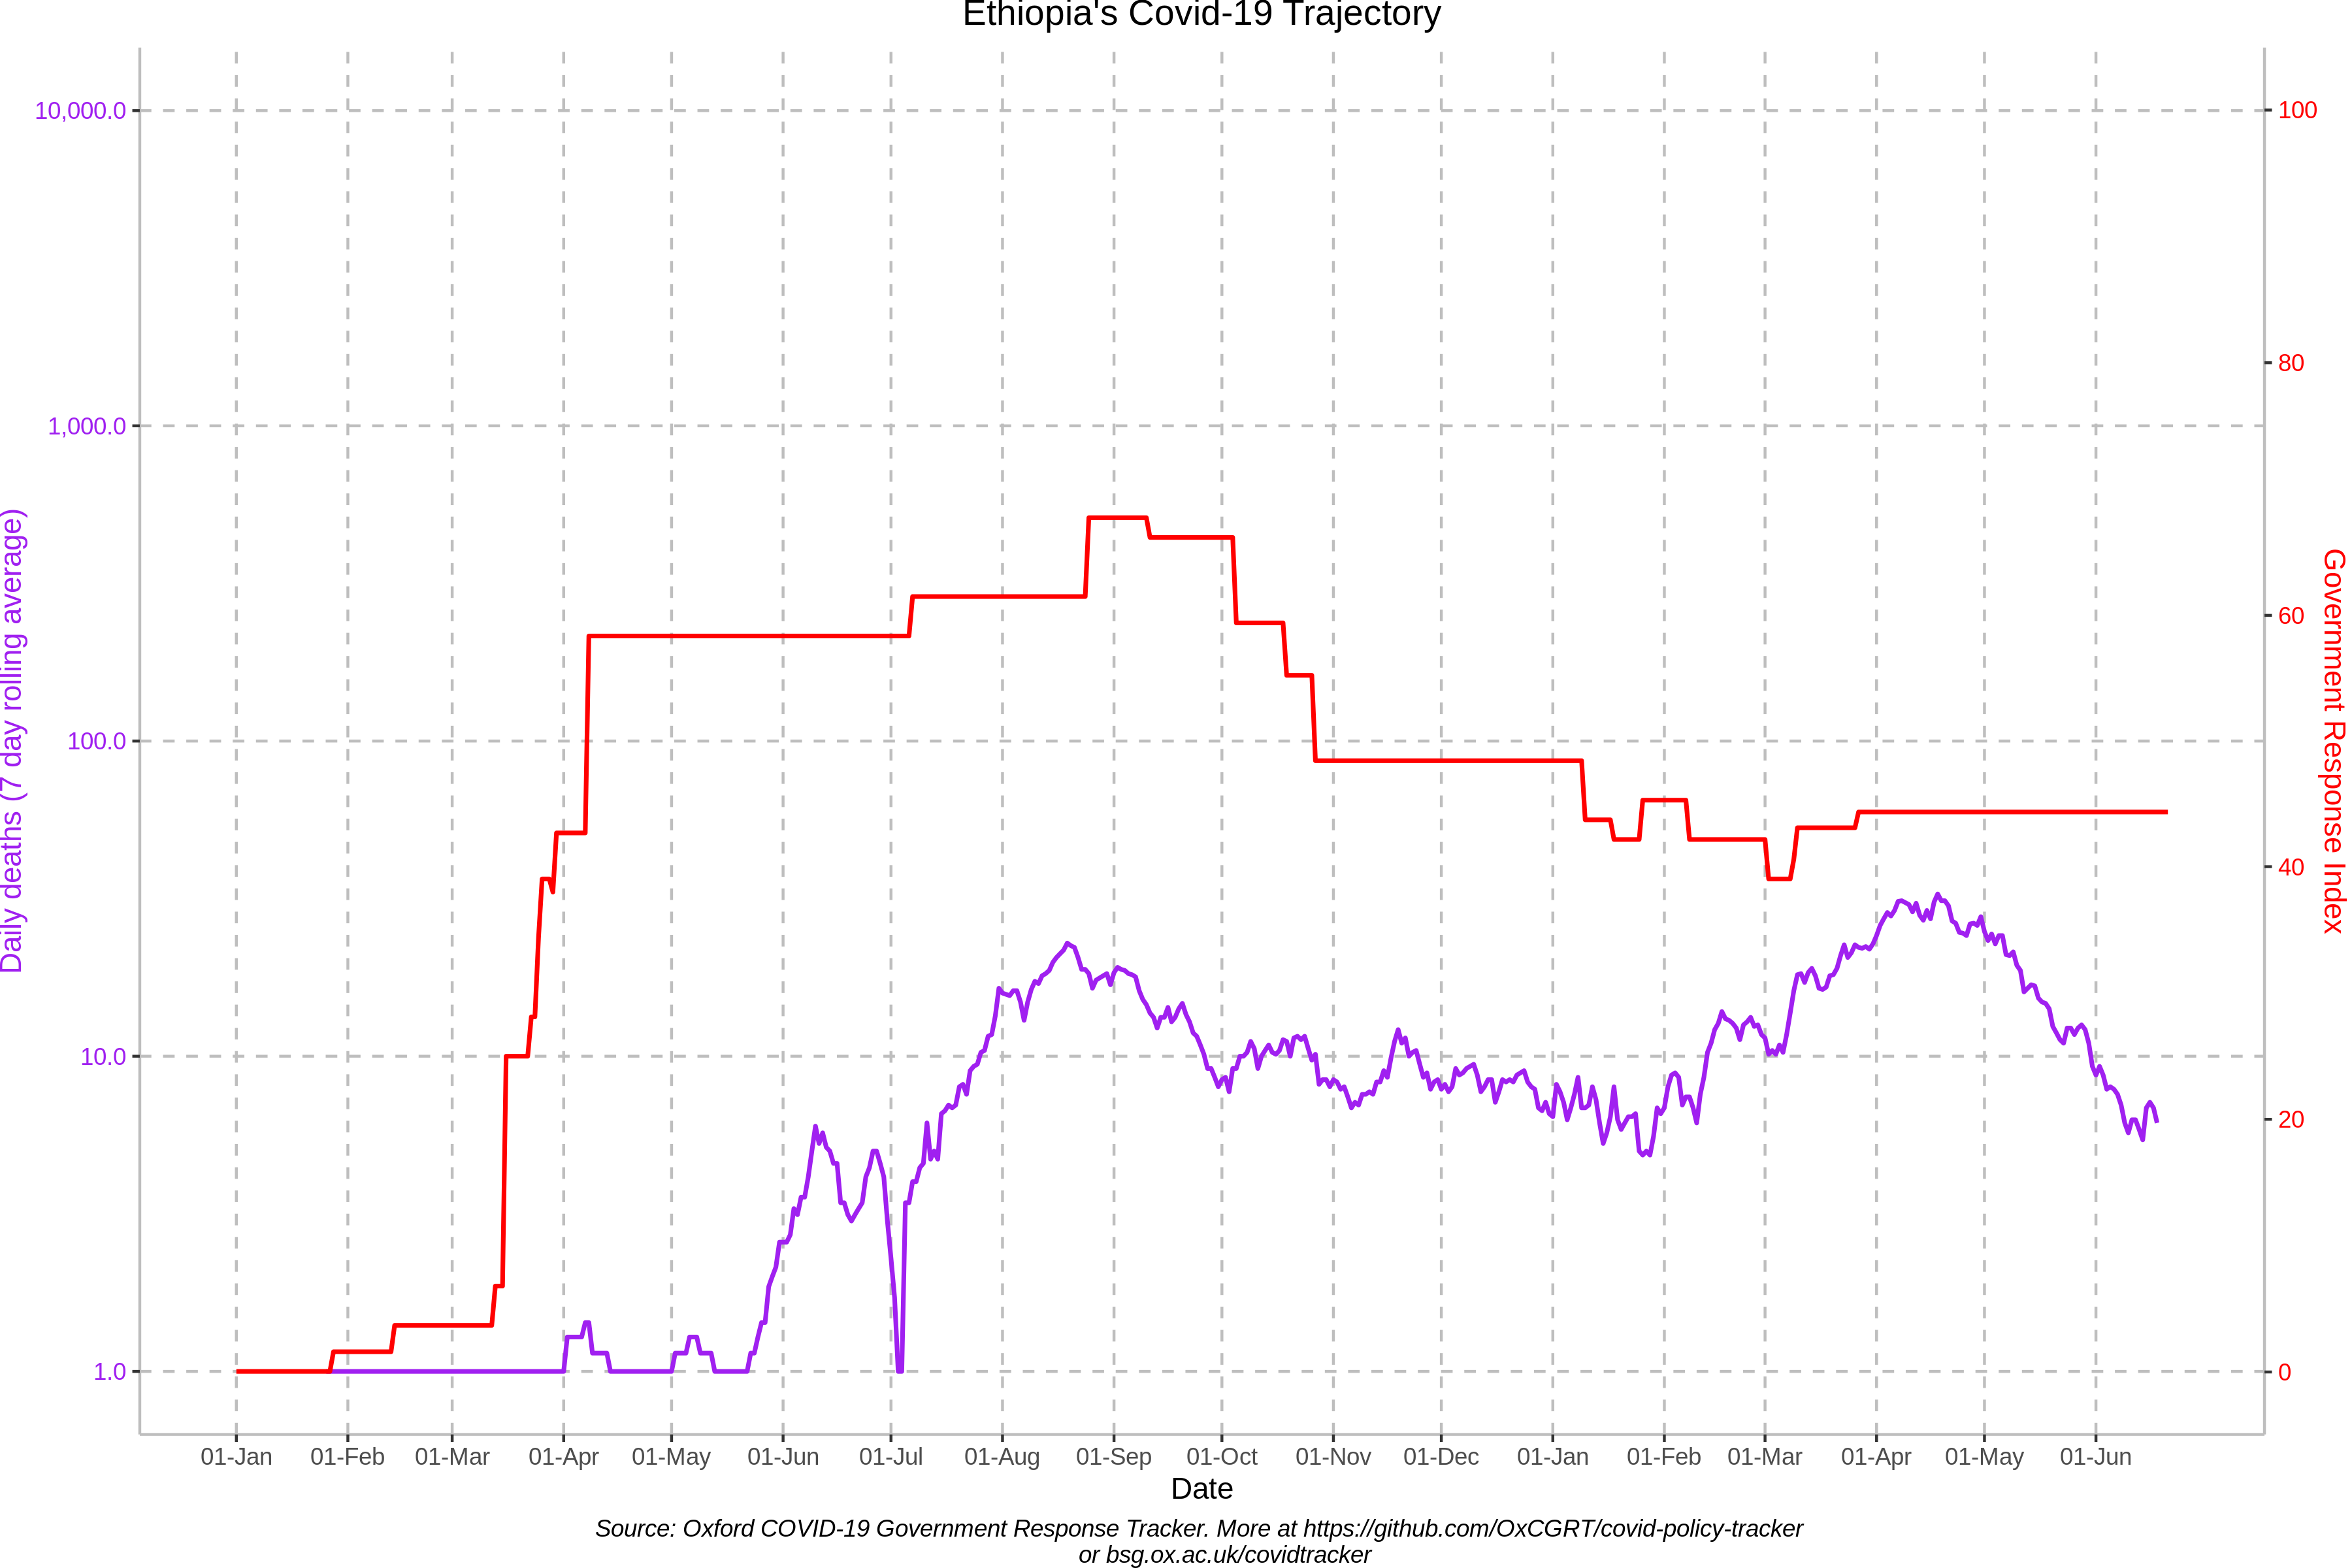 Ethiopia's Covid-19 Trajectory
10,000.0
1,000.0
100.0
10.0
1.0
Daily deaths (7 day rolling average)
100
80
60
40
20
0
Government Response Index
01-Jan 01-Feb 01-Mar 01-Apr 01-May 01-Jun 01-Jul 01-Aug 01-Sep 01-Oct 01-Nov 01-Dec 01-Jan 01-Feb 01-Mar 01-Apr 01-May 01-Jun
Date
Source: Oxford COVID-19 Government Response Tracker. More at https://github.com/OxCGRT/covid-policy-tracker
or bsg.ox.ac.uk/covidtracker